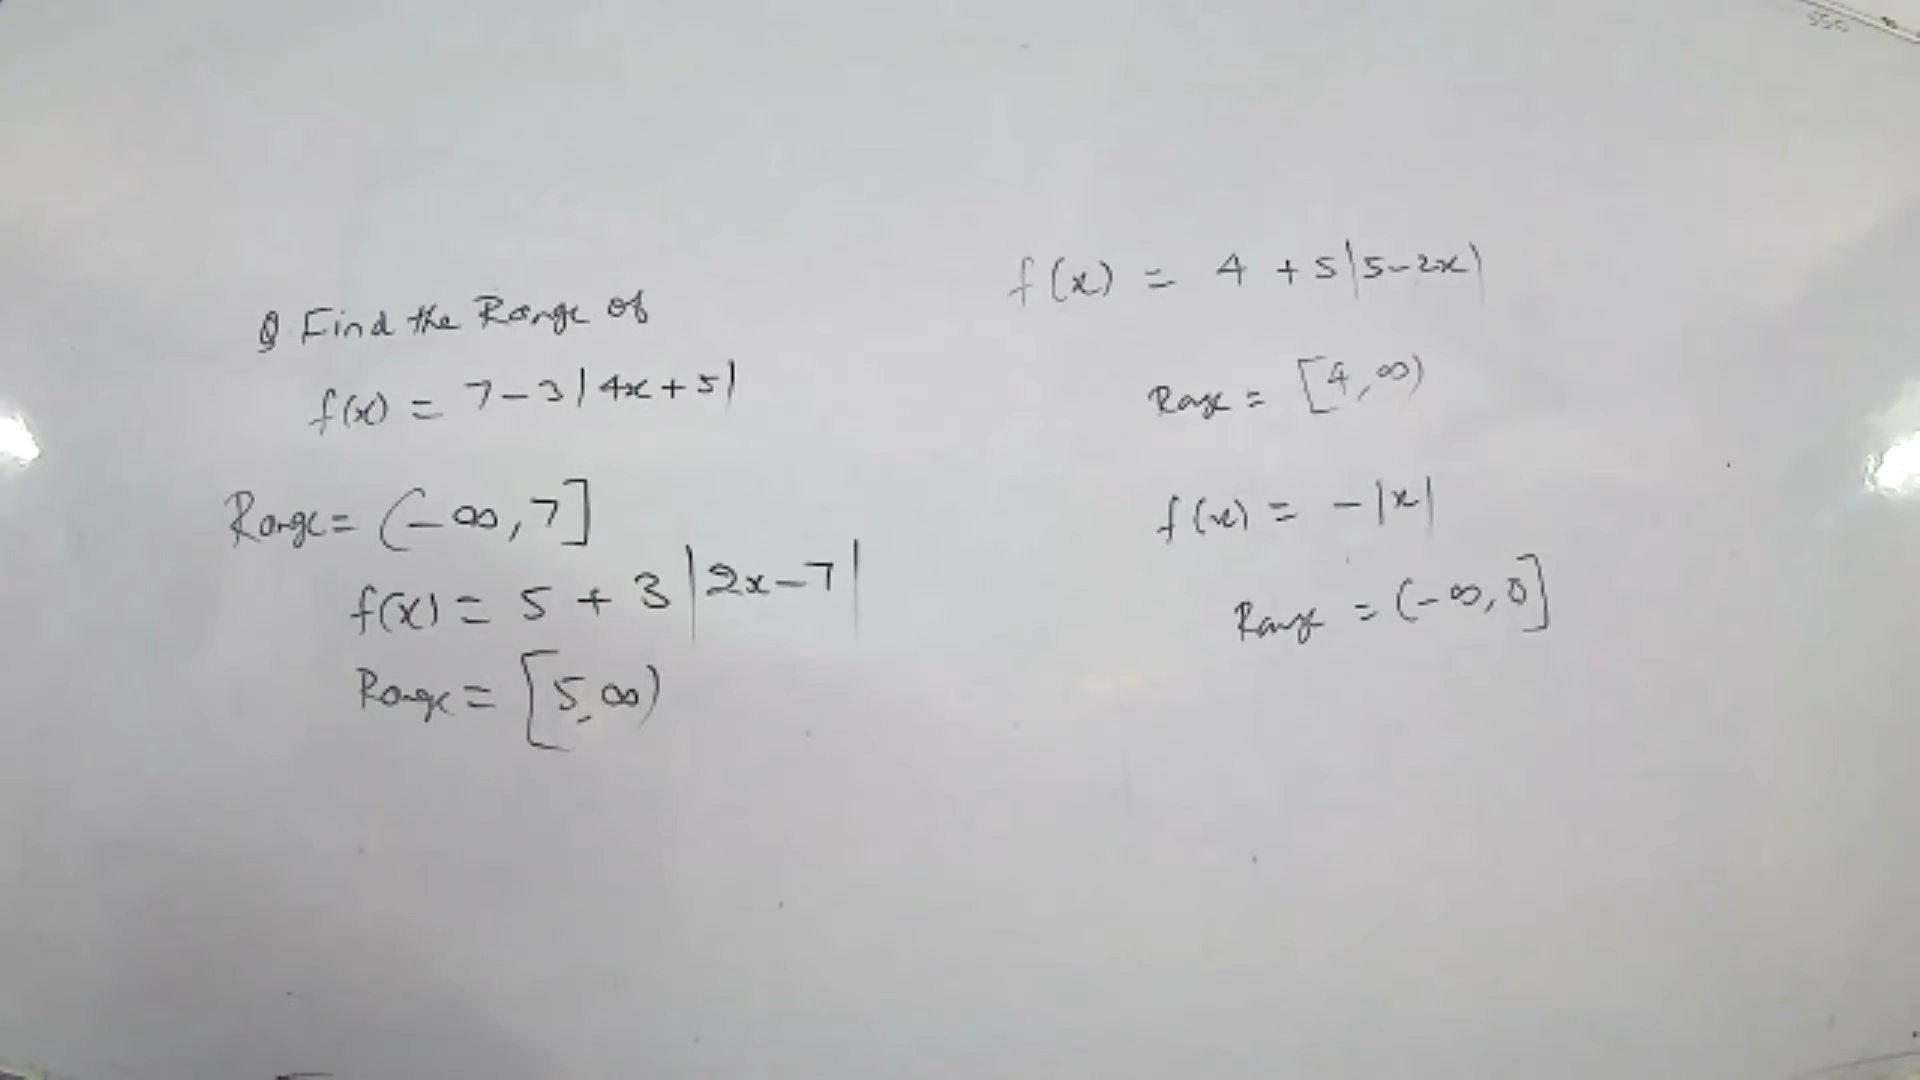 Q Find the Range of
f(x) = 7-3|4x+5|
Range = (-∞, 7]
f(x) = 5 + 3|2x-7|
Range = [5, ∞)
f(x) = 4 + 5|5-2x|
Range = [4, ∞)
f(x) = -|x|
Range = (-∞, 0]